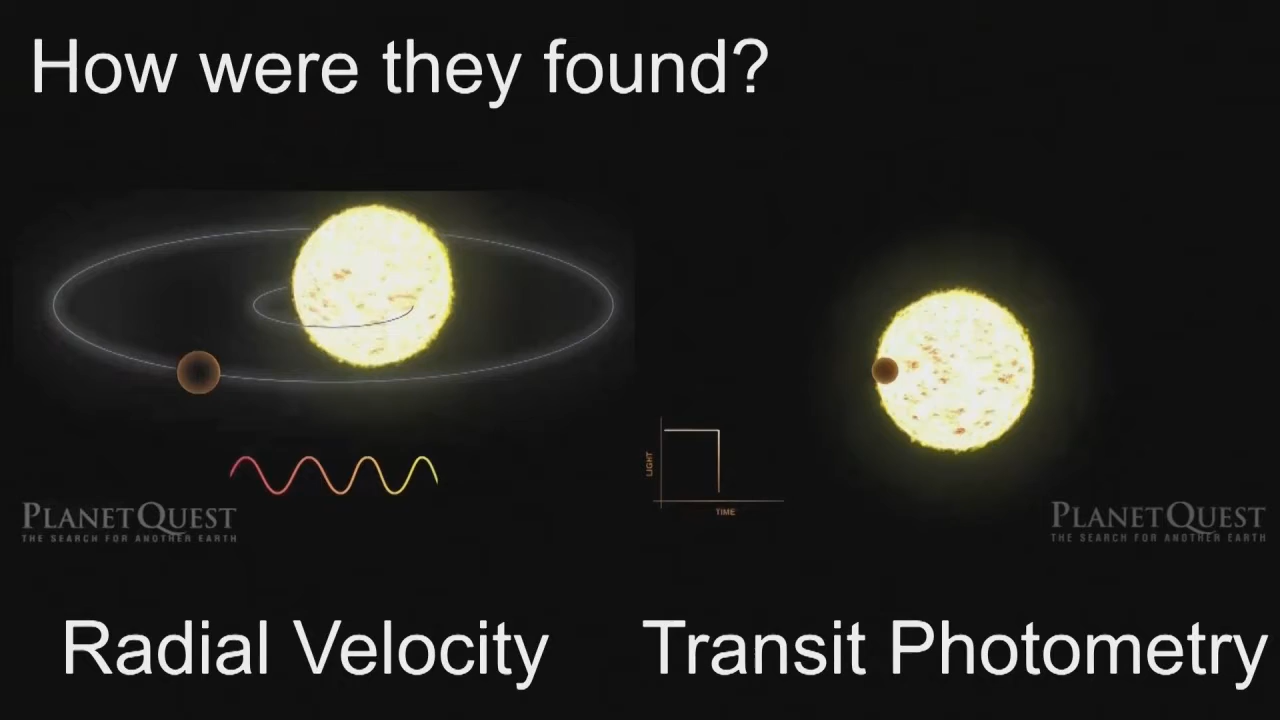 How were they found?
LIGHT
TIME
PLANETQUEST
THE SEARCH FOR ANOTHER EARTH
PLANETQUEST
THE SEARCH FOR ANOTHER EARTH
Radial Velocity
Transit Photometry